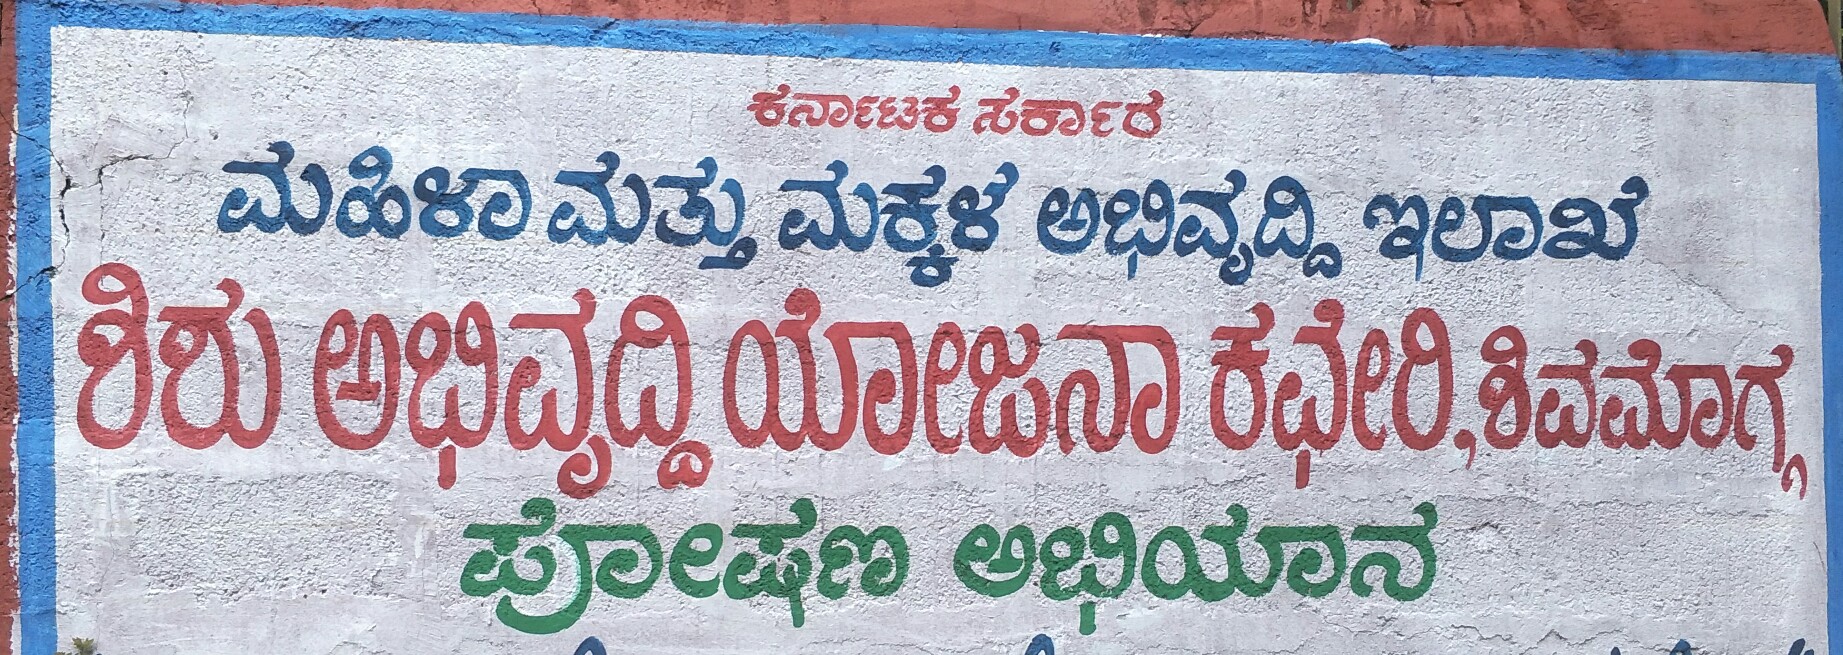 ಕರ್ನಾಟಕ ಸರ್ಕಾರ
ಮಹಿಳಾ ಮತ್ತು ಮಕ್ಕಳ ಅಭಿವೃದ್ದಿ ಇಲಾಖೆ
ಶಿಶು ಅಭಿವೃದ್ದಿ ಯೋಜನಾ ಕಛೇರಿ, ಶಿವಮೊಗ್ಗ
ಪೋಷಣ ಅಭಿಯಾನ